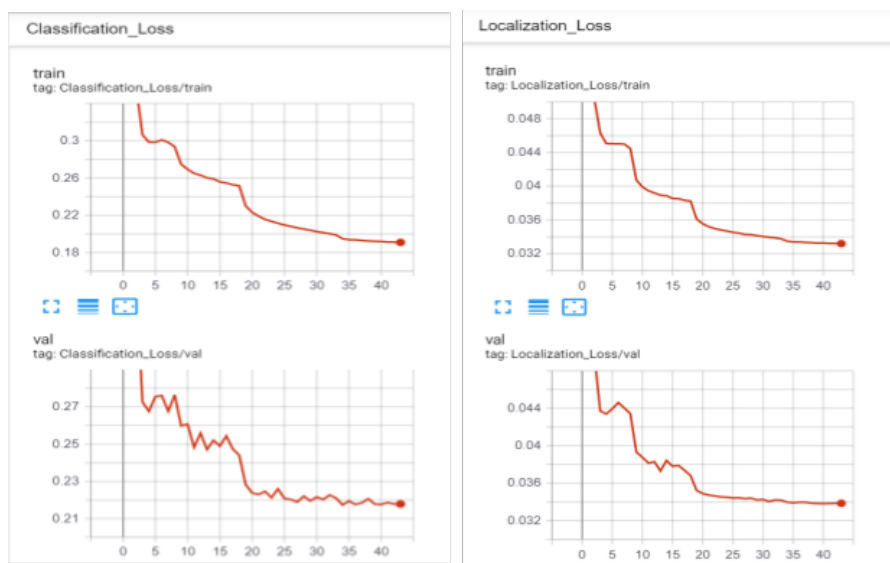 Classification_Loss
train
tag: Classification_Loss/train
0.3
0.26
0.22
0.18
0 5 10 15 20 25 30 35 40
val
tag: Classification_Loss/val
0.27
0.25
0.23
0.21
0 5 10 15 20 25 30 35 40
Localization_Loss
train
tag: Localization_Loss/train
0.048
0.044
0.04
0.036
0.032
0 5 10 15 20 25 30 35 40
val
tag: Localization_Loss/val
0.044
0.04
0.036
0.032
0 5 10 15 20 25 30 35 40